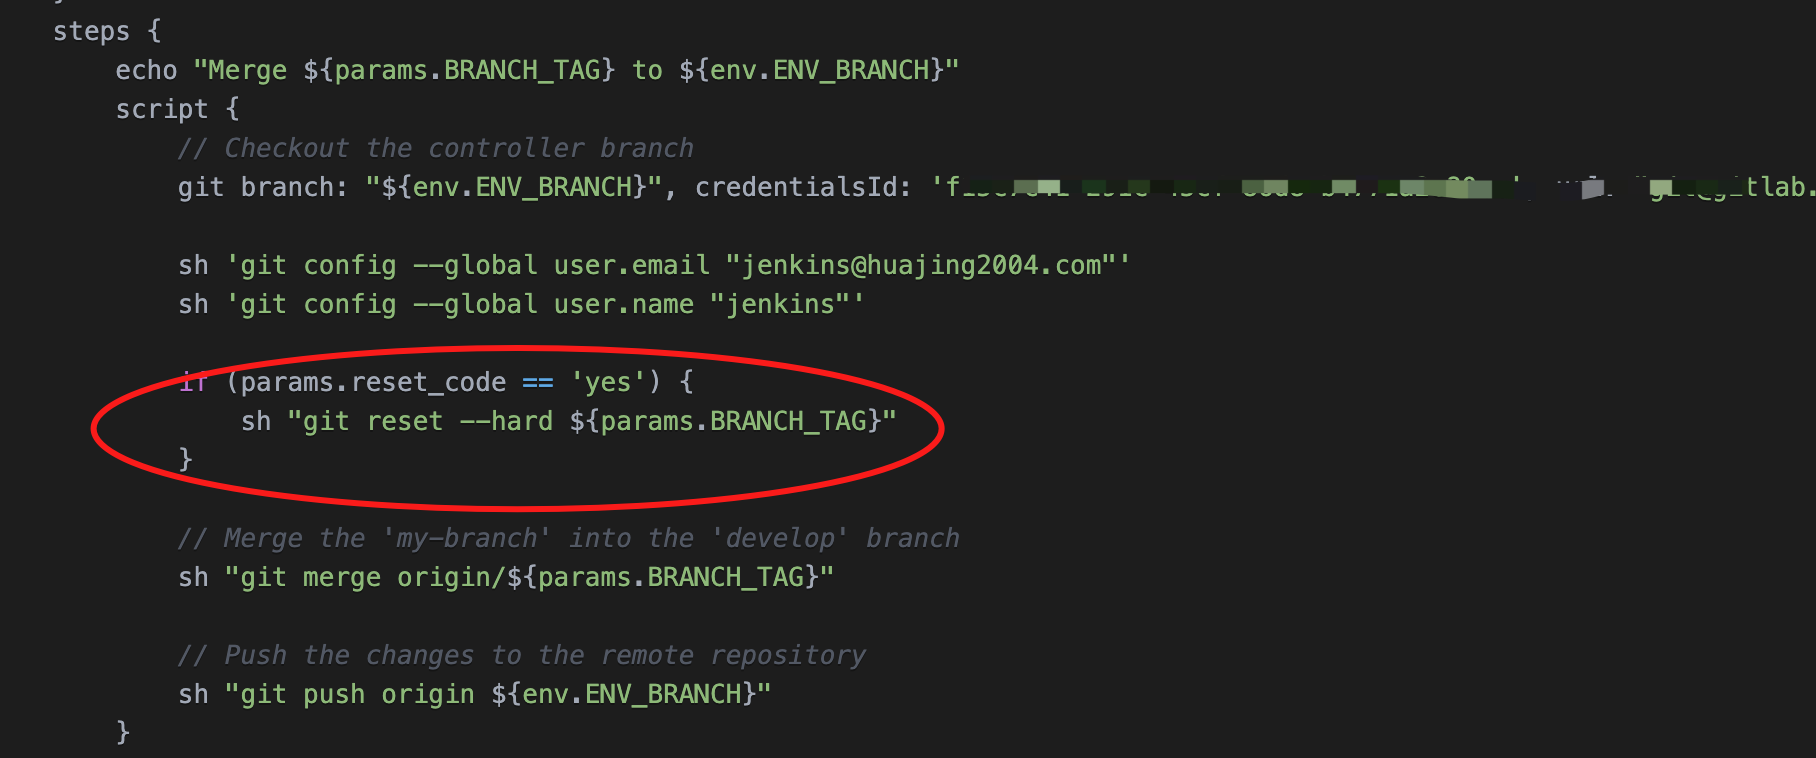 steps {
echo "Merge ${params.BRANCH_TAG} to ${env.ENV_BRANCH}"
script {
// Checkout the controller branch
git branch: "${env.ENV_BRANCH}", credentialsId:
sh 'git config --global user.email "jenkins@huajing2004.com"'
sh 'git config --global user.name "jenkins"'
if (params.reset_code == 'yes') {
sh "git reset --hard ${params.BRANCH_TAG}"
}
// Merge the 'my-branch' into the 'develop' branch
sh "git merge origin/${params.BRANCH_TAG}"
// Push the changes to the remote repository
sh "git push origin ${env.ENV_BRANCH}"
}